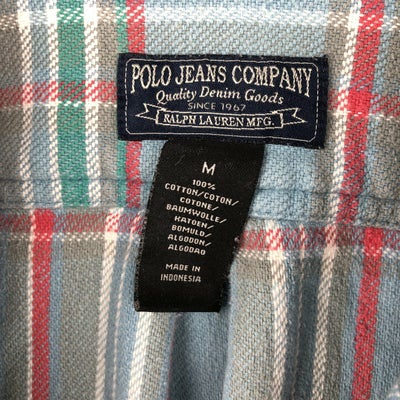 POLO JEANS COMPANY
Quality Denim Goods
SINCE 1967
RALPH LAUREN MFG.
M
100%
COTTON/COTON/
COTONE/
BAUMWOLLE/
KATOEN/
BOMULD/
ALGODON/
ALGODAO
MADE IN
INDONESIA